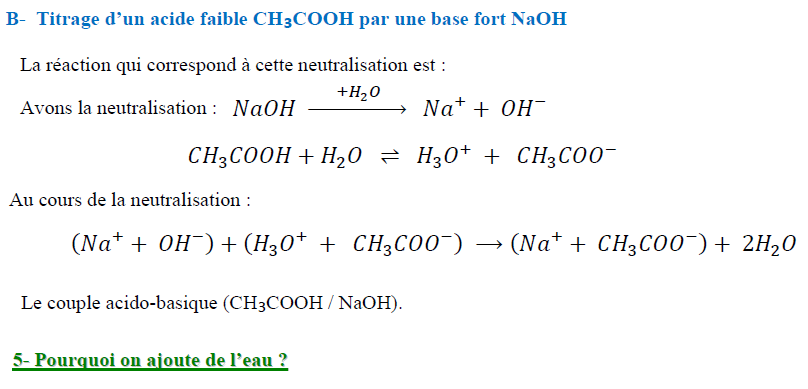 B- Titrage d’un acide faible CH₃COOH par une base fort NaOH
La réaction qui correspond à cette neutralisation est :
Avons la neutralisation : NaOH —(+H₂O)→ Na⁺ + OH⁻
CH₃COOH + H₂O ⇌ H₃O⁺ + CH₃COO⁻
Au cours de la neutralisation :
(Na⁺ + OH⁻) + (H₃O⁺ + CH₃COO⁻) ⟶ (Na⁺ + CH₃COO⁻) + 2H₂O
Le couple acido-basique (CH₃COOH / NaOH).
5- Pourquoi on ajoute de l’eau ?